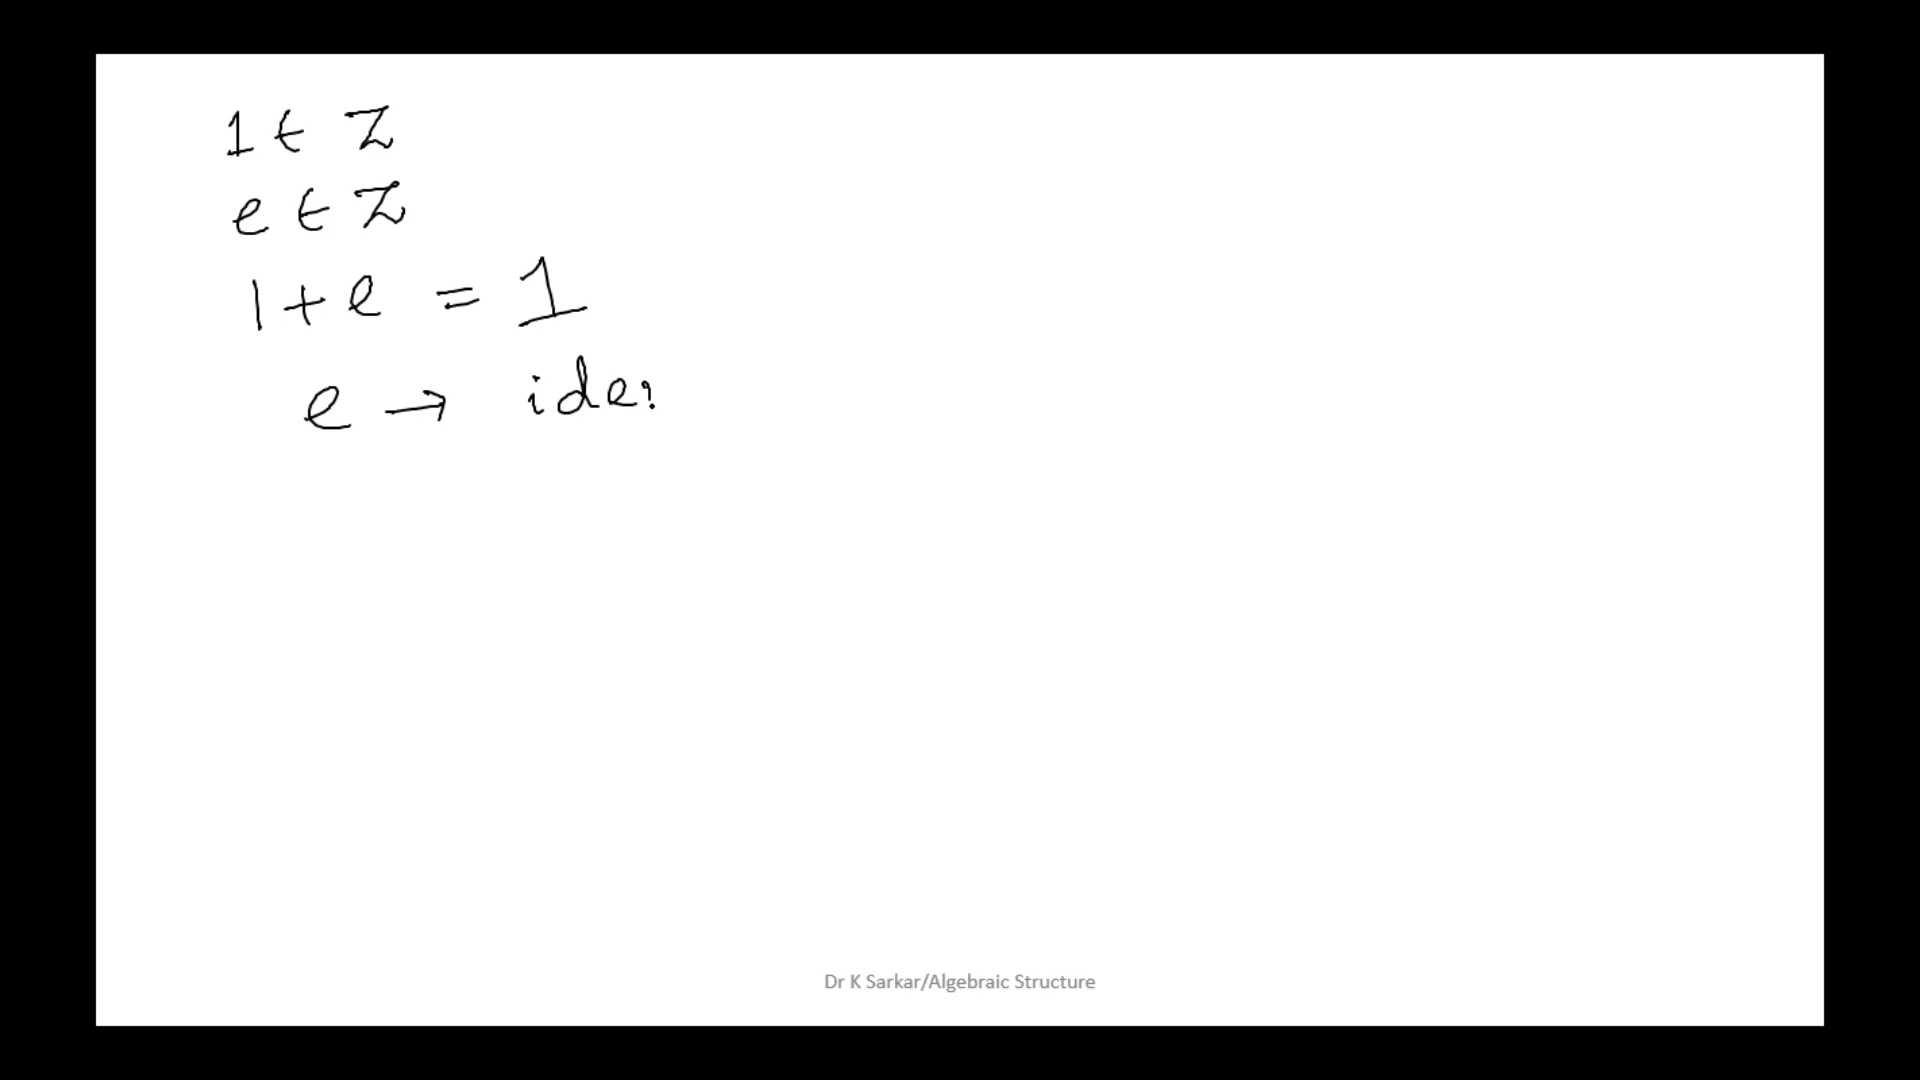 1 ∈ Z
e ∈ Z
1 + e = 1
e → ide
Dr K Sarkar/Algebraic Structure